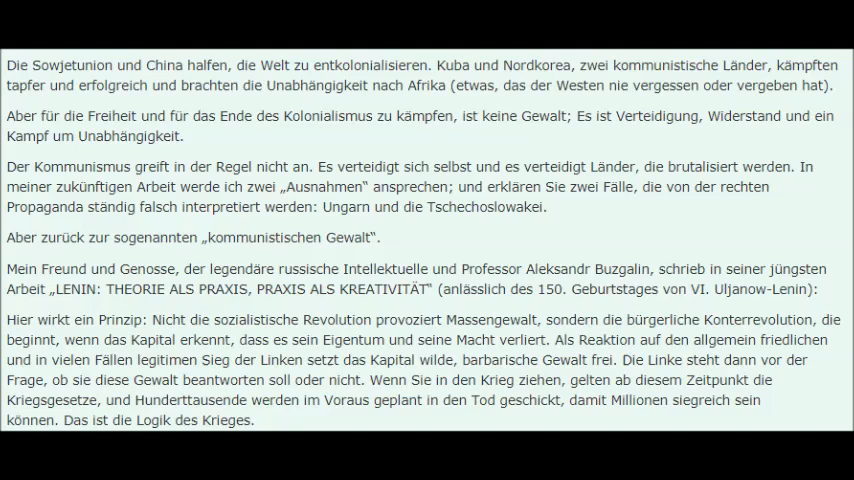 Die Sowjetunion und China halfen, die Welt zu entkolonialisieren. Kuba und Nordkorea, zwei kommunistische Länder, kämpften
tapfer und erfolgreich und brachten die Unabhängigkeit nach Afrika (etwas, das der Westen nie vergessen oder vergeben hat).
Aber für die Freiheit und für das Ende des Kolonialismus zu kämpfen, ist keine Gewalt; Es ist Verteidigung, Widerstand und ein
Kampf um Unabhängigkeit.
Der Kommunismus greift in der Regel nicht an. Es verteidigt sich selbst und es verteidigt Länder, die brutalisiert werden. In
meiner zukünftigen Arbeit werde ich zwei „Ausnahmen“ ansprechen; und erklären Sie zwei Fälle, die von der rechten
Propaganda ständig falsch interpretiert werden: Ungarn und die Tschechoslowakei.
Aber zurück zur sogenannten „kommunistischen Gewalt“.
Mein Freund und Genosse, der legendäre russische Intellektuelle und Professor Aleksandr Buzgalin, schrieb in seiner jüngsten
Arbeit „LENIN: THEORIE ALS PRAXIS, PRAXIS ALS KREATIVITÄT“ (anlässlich des 150. Geburtstages von VI. Uljanow-Lenin):
Hier wirkt ein Prinzip: Nicht die sozialistische Revolution provoziert Massengewalt, sondern die bürgerliche Konterrevolution, die
beginnt, wenn das Kapital erkennt, dass es sein Eigentum und seine Macht verliert. Als Reaktion auf den allgemein friedlichen
und in vielen Fällen legitimen Sieg der Linken setzt das Kapital wilde, barbarische Gewalt frei. Die Linke steht dann vor der
Frage, ob sie diese Gewalt beantworten soll oder nicht. Wenn Sie in den Krieg ziehen, gelten ab diesem Zeitpunkt die
Kriegsgesetze, und Hunderttausende werden im Voraus geplant in den Tod geschickt, damit Millionen siegreich sein
können. Das ist die Logik des Krieges.